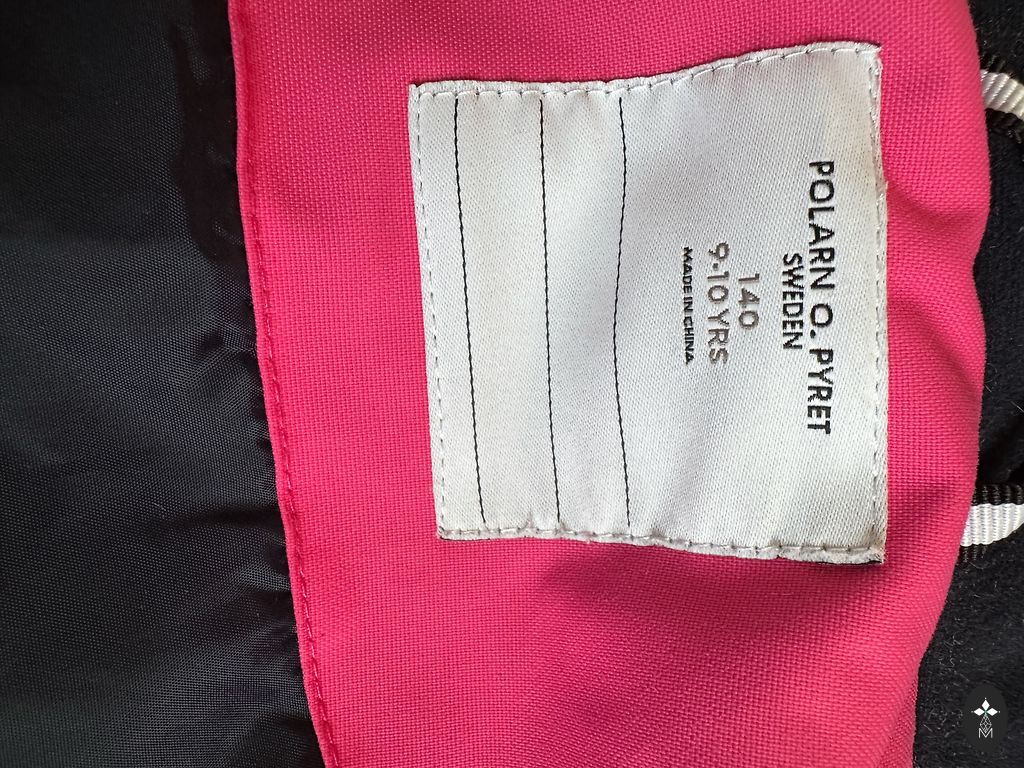 POLARN O. PYRET
SWEDEN
140
9-10 YRS
MADE IN CHINA